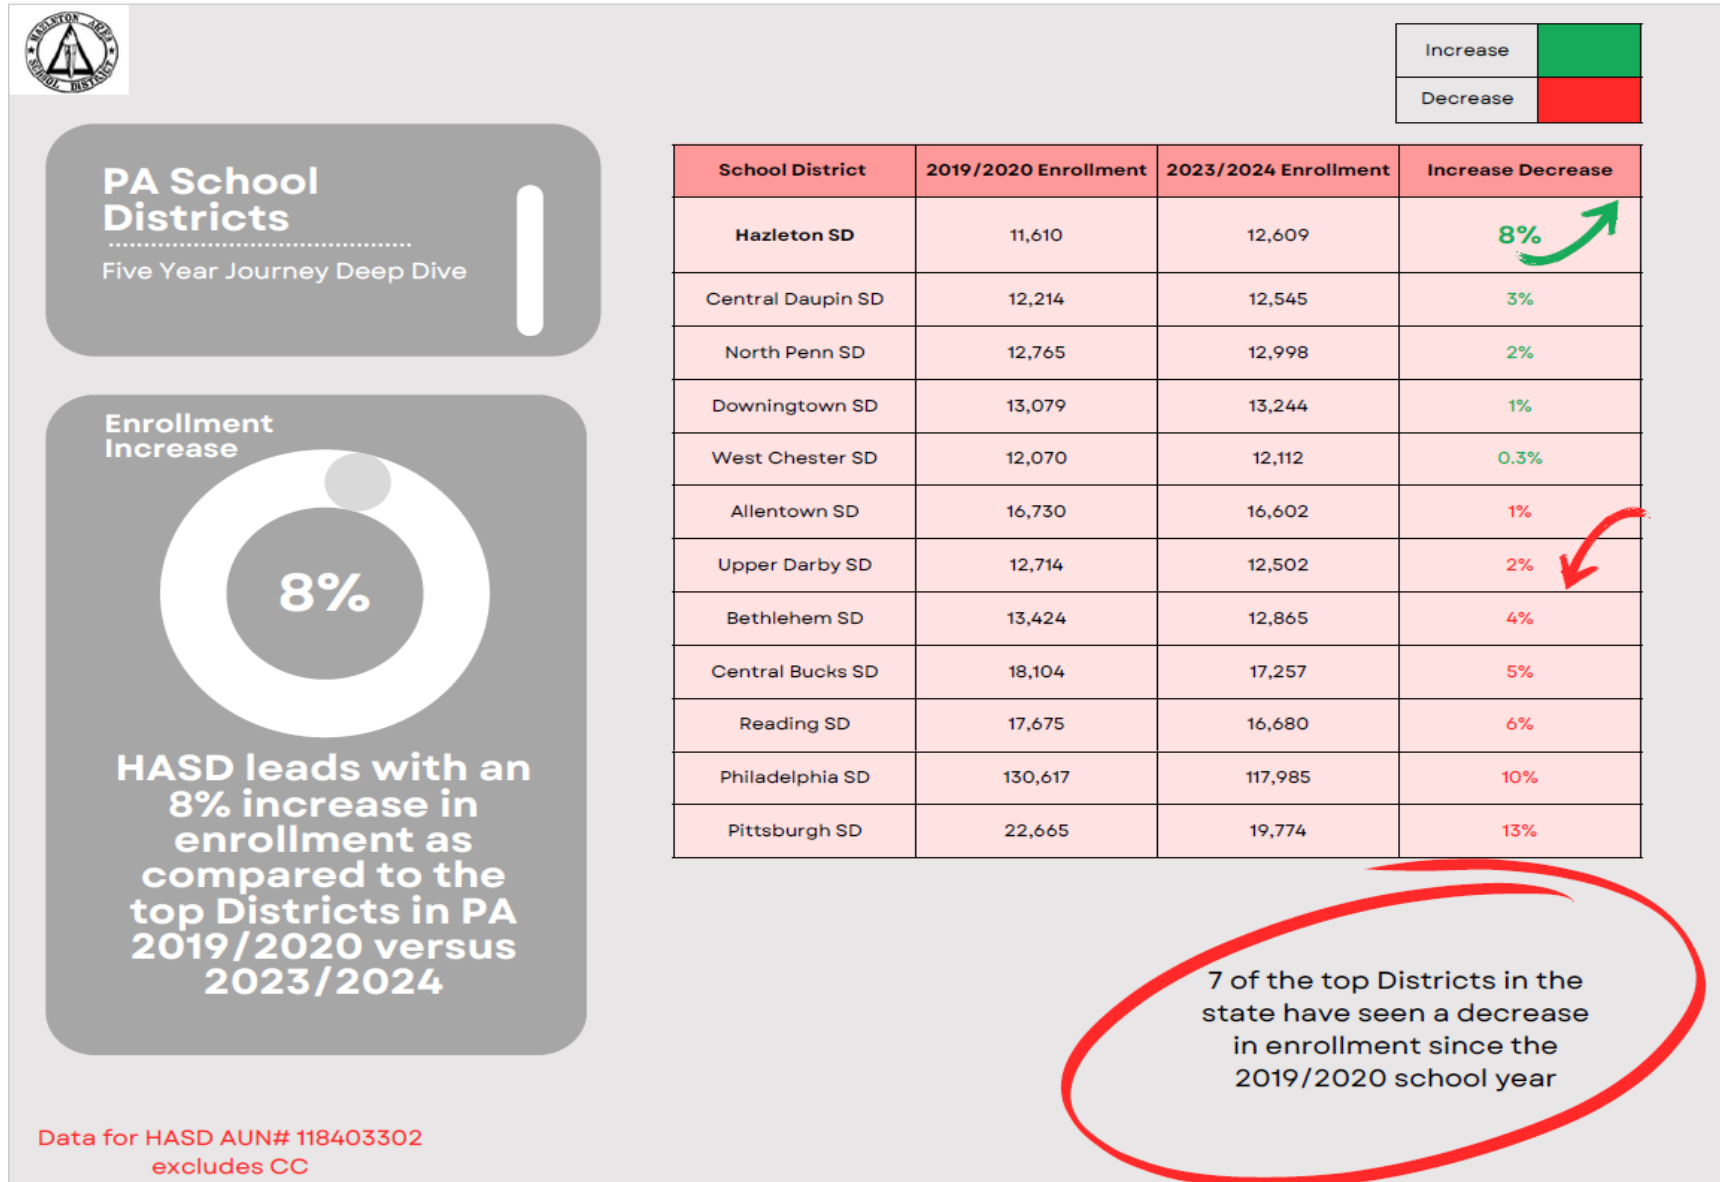 HAZLETON AREA
SCHOOL DISTRICT
Increase
Decrease
PA School
Districts
Five Year Journey Deep Dive
Enrollment
Increase
8%
HASD leads with an
8% increase in
enrollment as
compared to the
top Districts in PA
2019/2020 versus
2023/2024
School District 2019/2020 Enrollment 2023/2024 Enrollment Increase Decrease
Hazleton SD 11,610 12,609 8%
Central Daupin SD 12,214 12,545 3%
North Penn SD 12,765 12,998 2%
Downingtown SD 13,079 13,244 1%
West Chester SD 12,070 12,112 0.3%
Allentown SD 16,730 16,602 1%
Upper Darby SD 12,714 12,502 2%
Bethlehem SD 13,424 12,865 4%
Central Bucks SD 18,104 17,257 5%
Reading SD 17,675 16,680 6%
Philadelphia SD 130,617 117,985 10%
Pittsburgh SD 22,665 19,774 13%
7 of the top Districts in the
state have seen a decrease
in enrollment since the
2019/2020 school year
Data for HASD AUN# 118403302
excludes CC